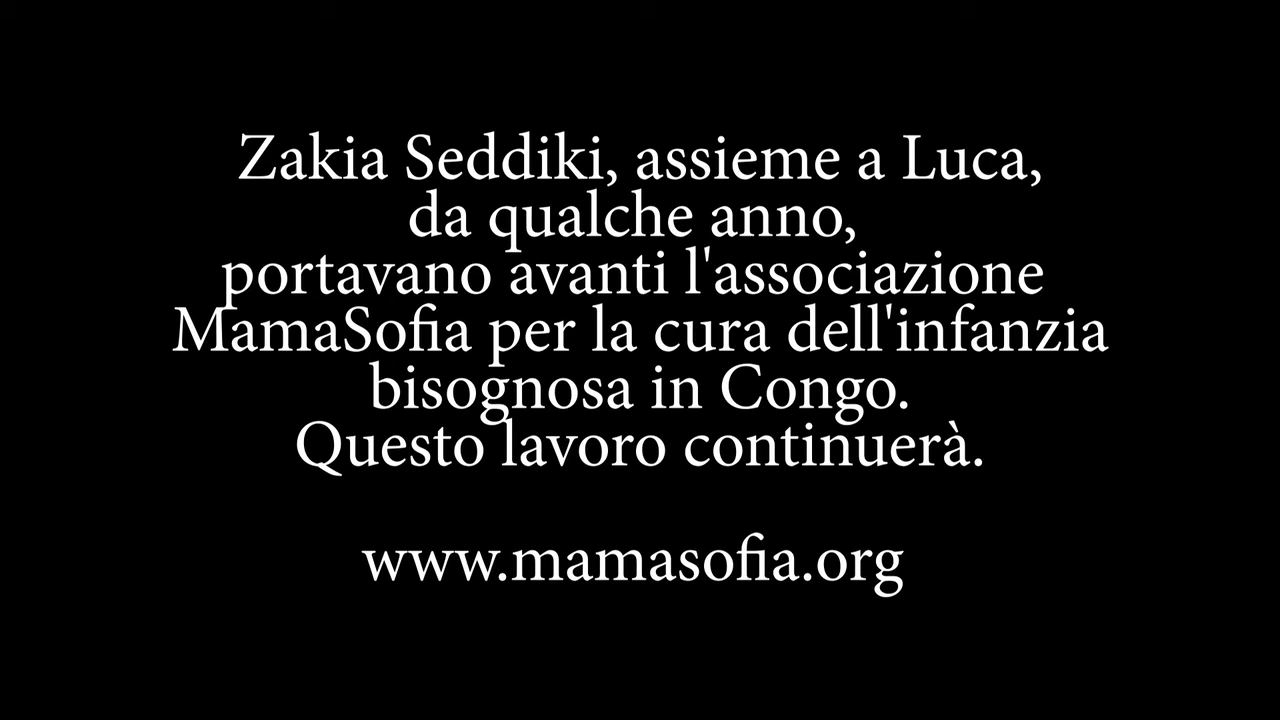 Zakia Seddiki, assieme a Luca,
da qualche anno,
portavano avanti l'associazione
MamaSofia per la cura dell'infanzia
bisognosa in Congo.
Questo lavoro continuerà.
www.mamasofia.org